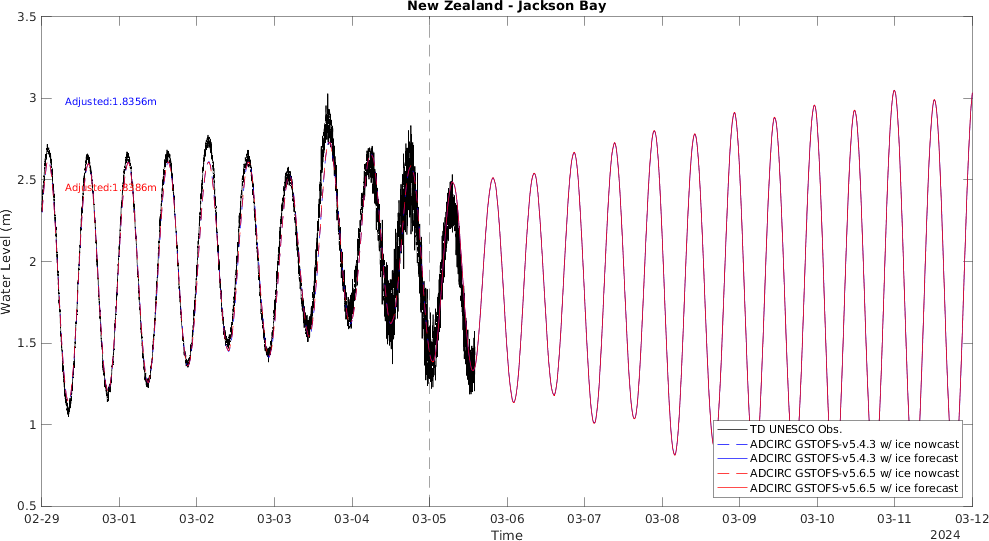 New Zealand - Jackson Bay
3.5
3
2.5
2
1.5
1
0.5
Water Level (m)
Adjusted:1.8356m
Adjusted:1.8386m
TD UNESCO Obs.
ADCIRC GSTOFS-v5.4.3 w/ ice nowcast
ADCIRC GSTOFS-v5.4.3 w/ ice forecast
ADCIRC GSTOFS-v5.6.5 w/ ice nowcast
ADCIRC GSTOFS-v5.6.5 w/ ice forecast
02-29 03-01 03-02 03-03 03-04 03-05 03-06 03-07 03-08 03-09 03-10 03-11 03-12
Time
2024